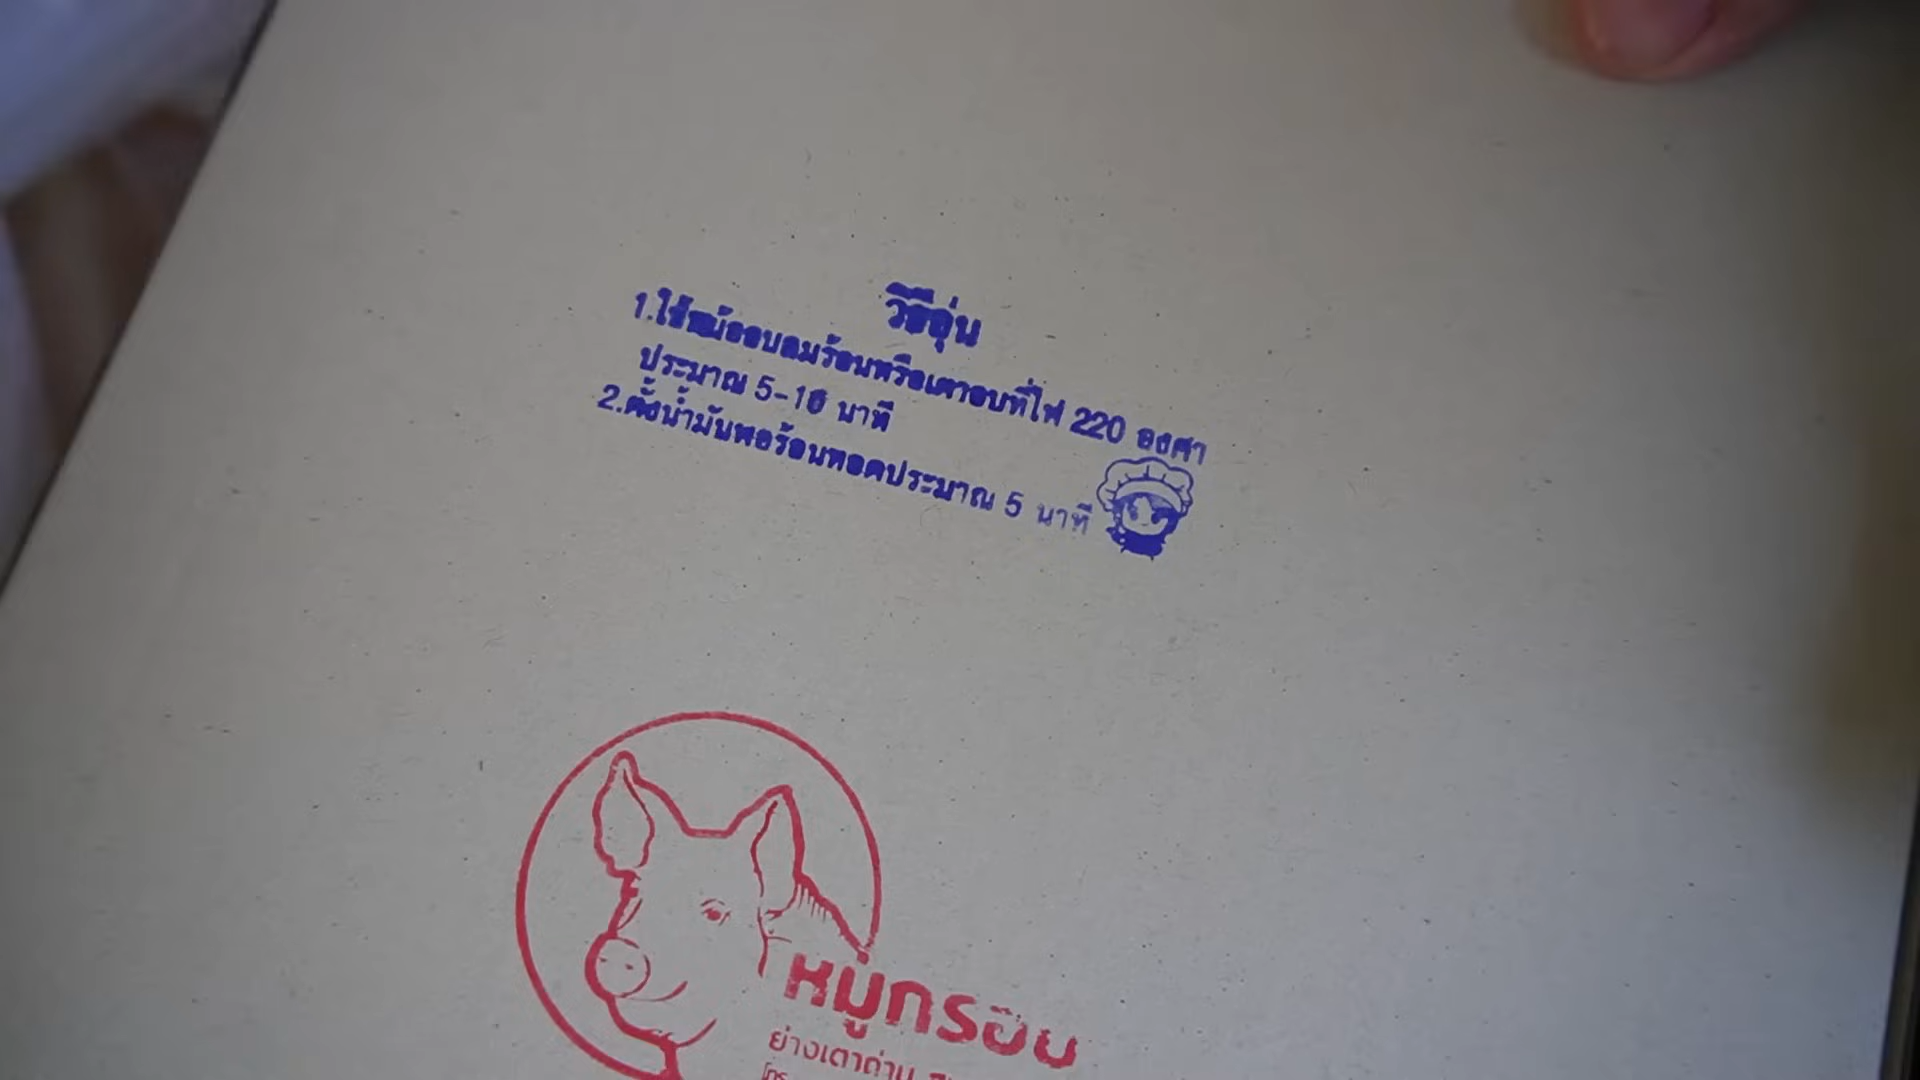 วิธีอุ่น
1.ใช้หม้ออบลมร้อนหรือเตาอบที่ไฟ 220 องศา
ประมาณ 5-10 นาที
2.ตั้งน้ำมันพอร้อนทอดประมาณ 5 นาที
หมูกรอบ
ย่างเตาถ่าน
โทร